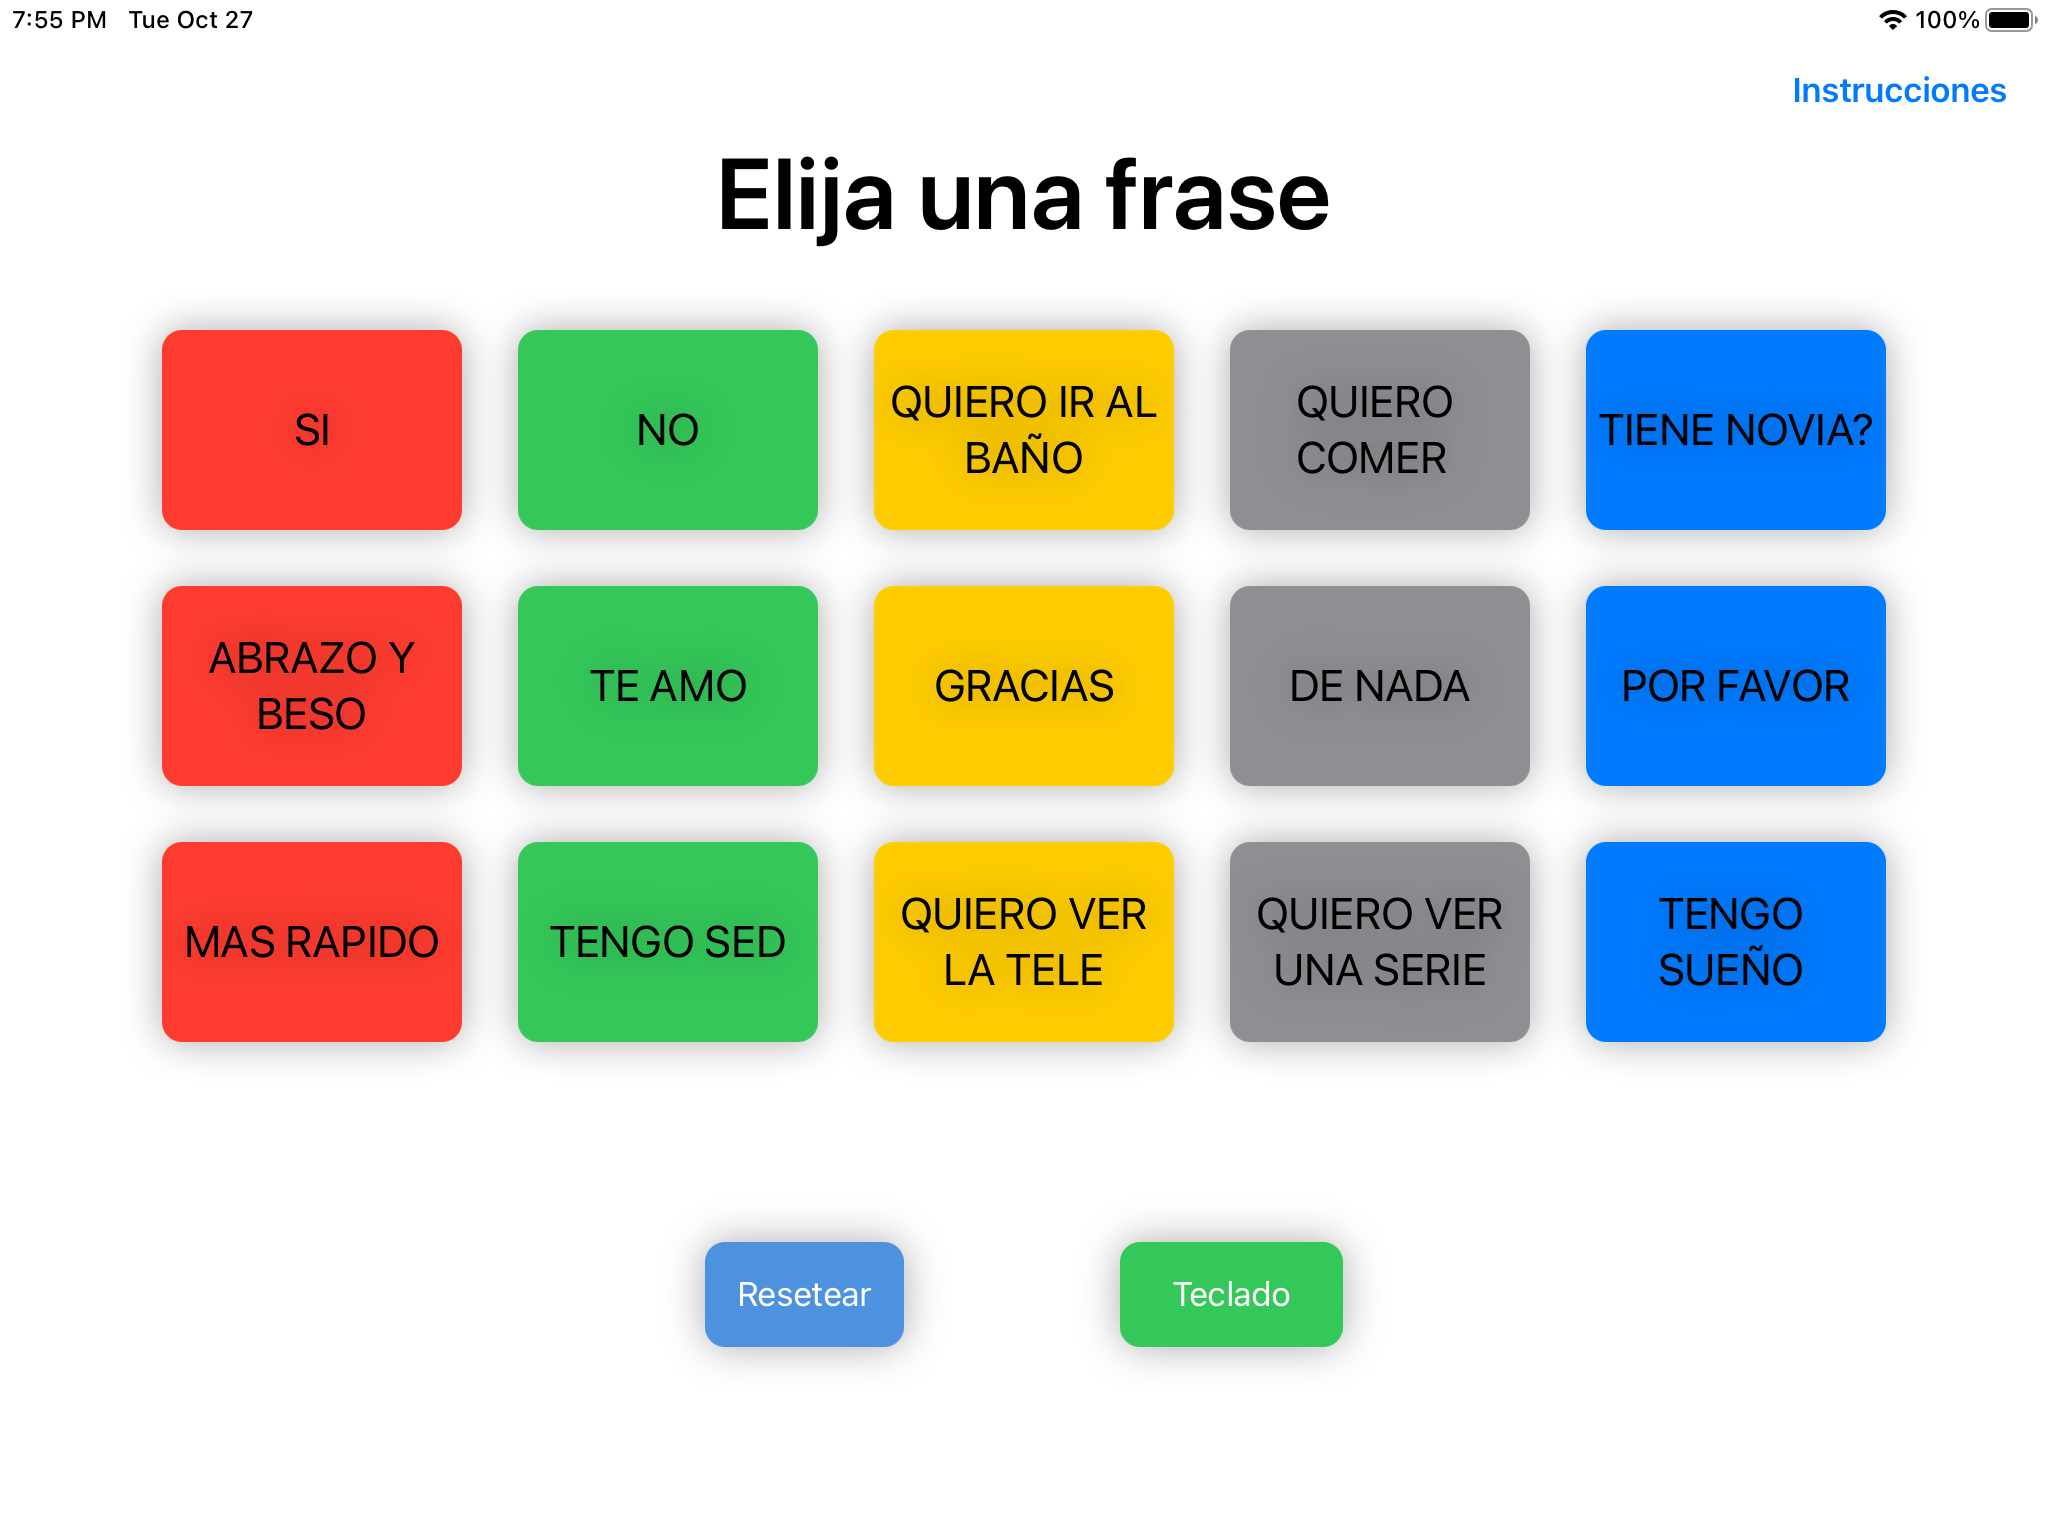 7:55 PM Tue Oct 27 100%
Instrucciones
Elija una frase
SI
NO
QUIERO IR AL
BAÑO
QUIERO
COMER
TIENE NOVIA?
ABRAZO Y
BESO
TE AMO
GRACIAS
DE NADA
POR FAVOR
MAS RAPIDO
TENGO SED
QUIERO VER
LA TELE
QUIERO VER
UNA SERIE
TENGO
SUEÑO
Resetear
Teclado